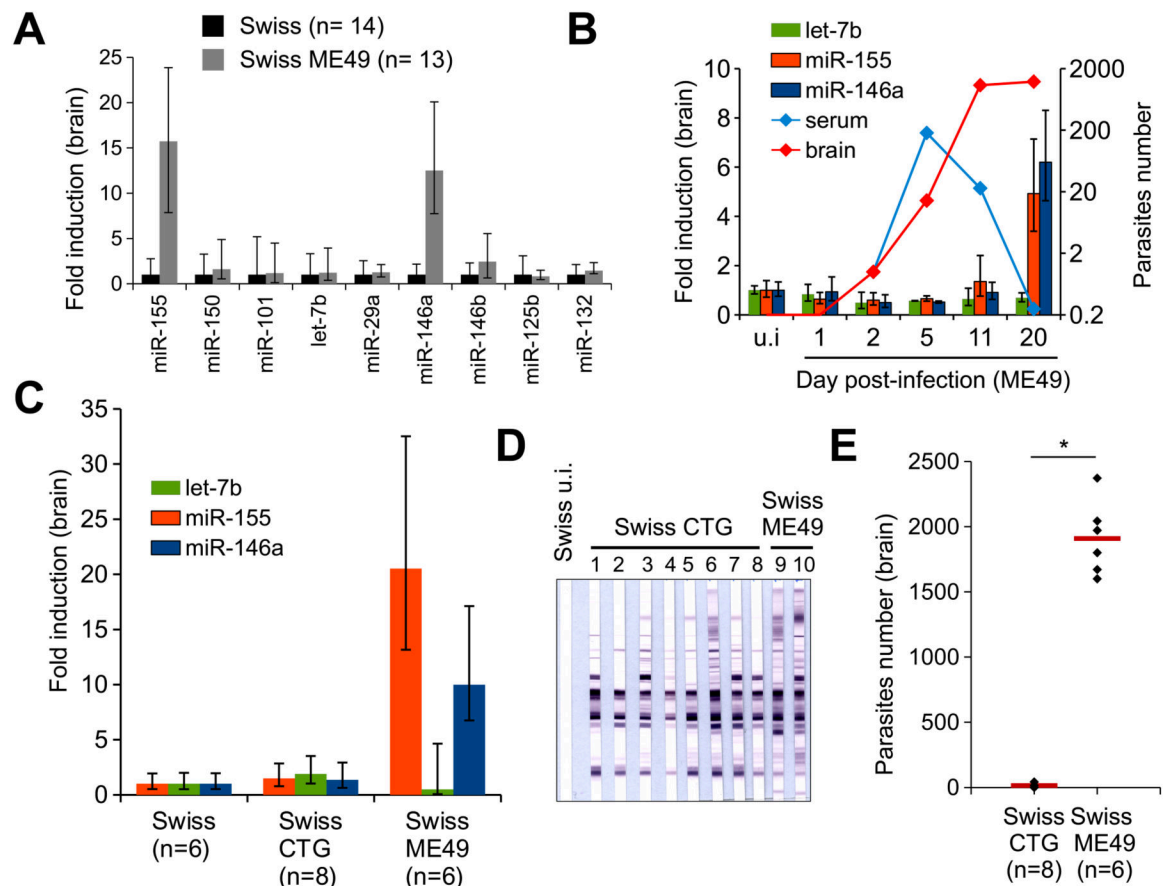 A
Swiss (n= 14)
Swiss ME49 (n= 13)
Fold induction (brain)
25
20
15
10
5
0
miR-155
miR-150
miR-101
let-7b
miR-29a
miR-146a
miR-146b
miR-125b
miR-132
B
let-7b
miR-155
miR-146a
serum
brain
Fold induction (brain)
10
8
6
4
2
0
Parasites number
2000
200
20
2
0.2
u.i 1 2 5 11 20
Day post-infection (ME49)
C
let-7b
miR-155
miR-146a
Fold induction (brain)
35
30
25
20
15
10
5
0
Swiss
(n=6)
Swiss
CTG
(n=8)
Swiss
ME49
(n=6)
D
Swiss u.i.
Swiss CTG
Swiss
ME49
1 2 3 4 5 6 7 8 9 10
E
*
Parasites number (brain)
2500
2000
1500
1000
500
0
Swiss
CTG
(n=8)
Swiss
ME49
(n=6)